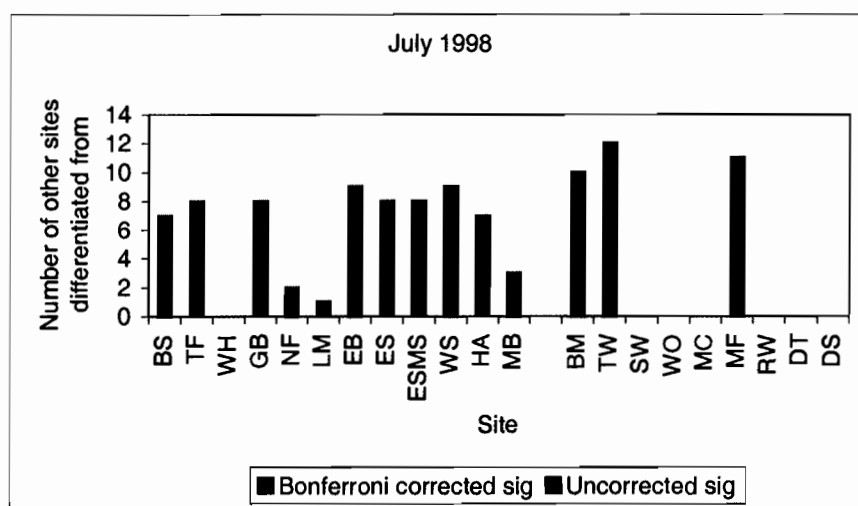 July 1998
Number of other sites
differentiated from
14
12
10
8
6
4
2
0
BS TF WH GB NF LM EB ES ESMS WS HA MB BM TW SW WO MC MF RW DT DS
Site
Bonferroni corrected sig Uncorrected sig